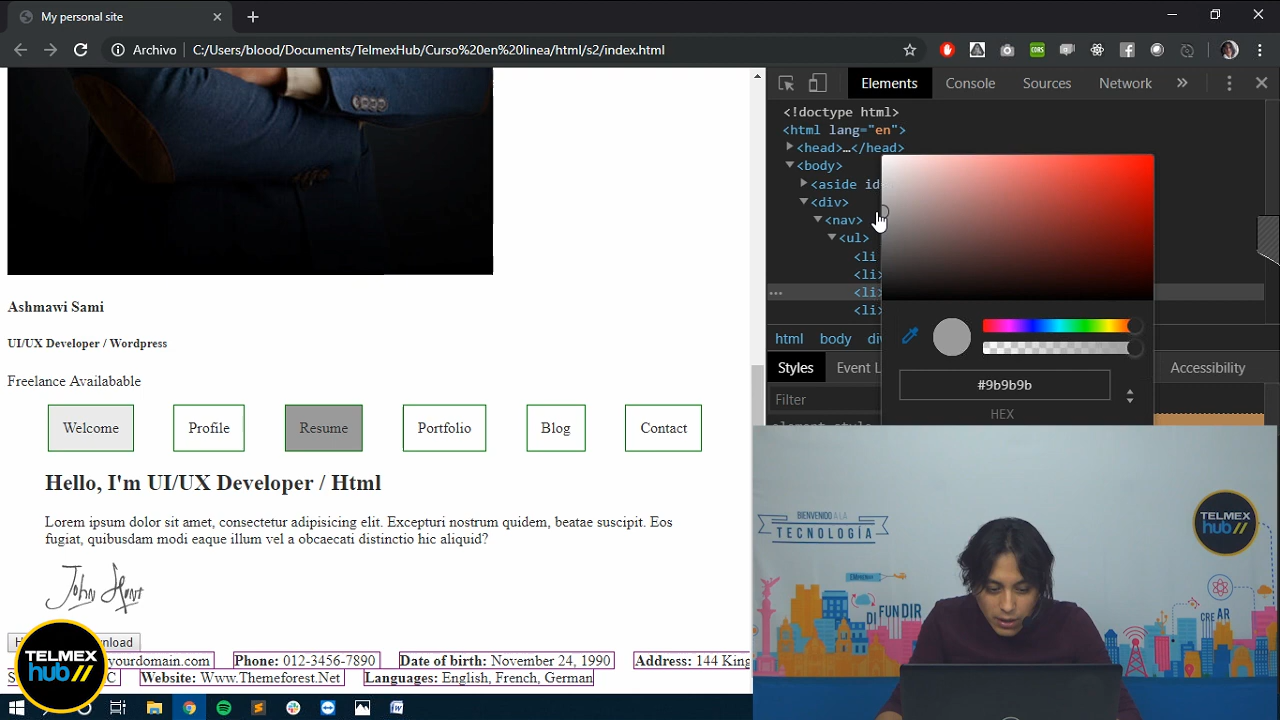 My personal site
Archivo C:/Users/blood/Documents/TelmexHub/Curso%20en%20linea/html/s2/index.html
CORS
Elements Console Sources Network »
<!doctype html>
<html lang="en">
<head>…</head>
<body>
<aside id
<div>
<nav>
<ul>
<li
<li>
… <li>
<li>
html body di
#9b9b9b
HEX
Styles Event L Accessibility
Filter
Ashmawi Sami
UI/UX Developer / Wordpress
Freelance Availabable
Welcome Profile Resume Portfolio Blog Contact
Hello, I'm UI/UX Developer / Html
Lorem ipsum dolor sit amet, consectetur adipisicing elit. Excepturi nostrum quidem, beatae suscipit. Eos
fugiat, quibusdam modi eaque illum vel a obcaecati distinctio hic aliquid?
John
H wnload
yourdomain.com Phone: 012-3456-7890 Date of birth: November 24, 1990 Address: 144 King
S C Website: Www.Themeforest.Net Languages: English, French, German
TELMEX
hub//
BIENVENIDO A LA
TECNOLOGÍA
DIFUNDIR
CREAR
TELMEX
hub//